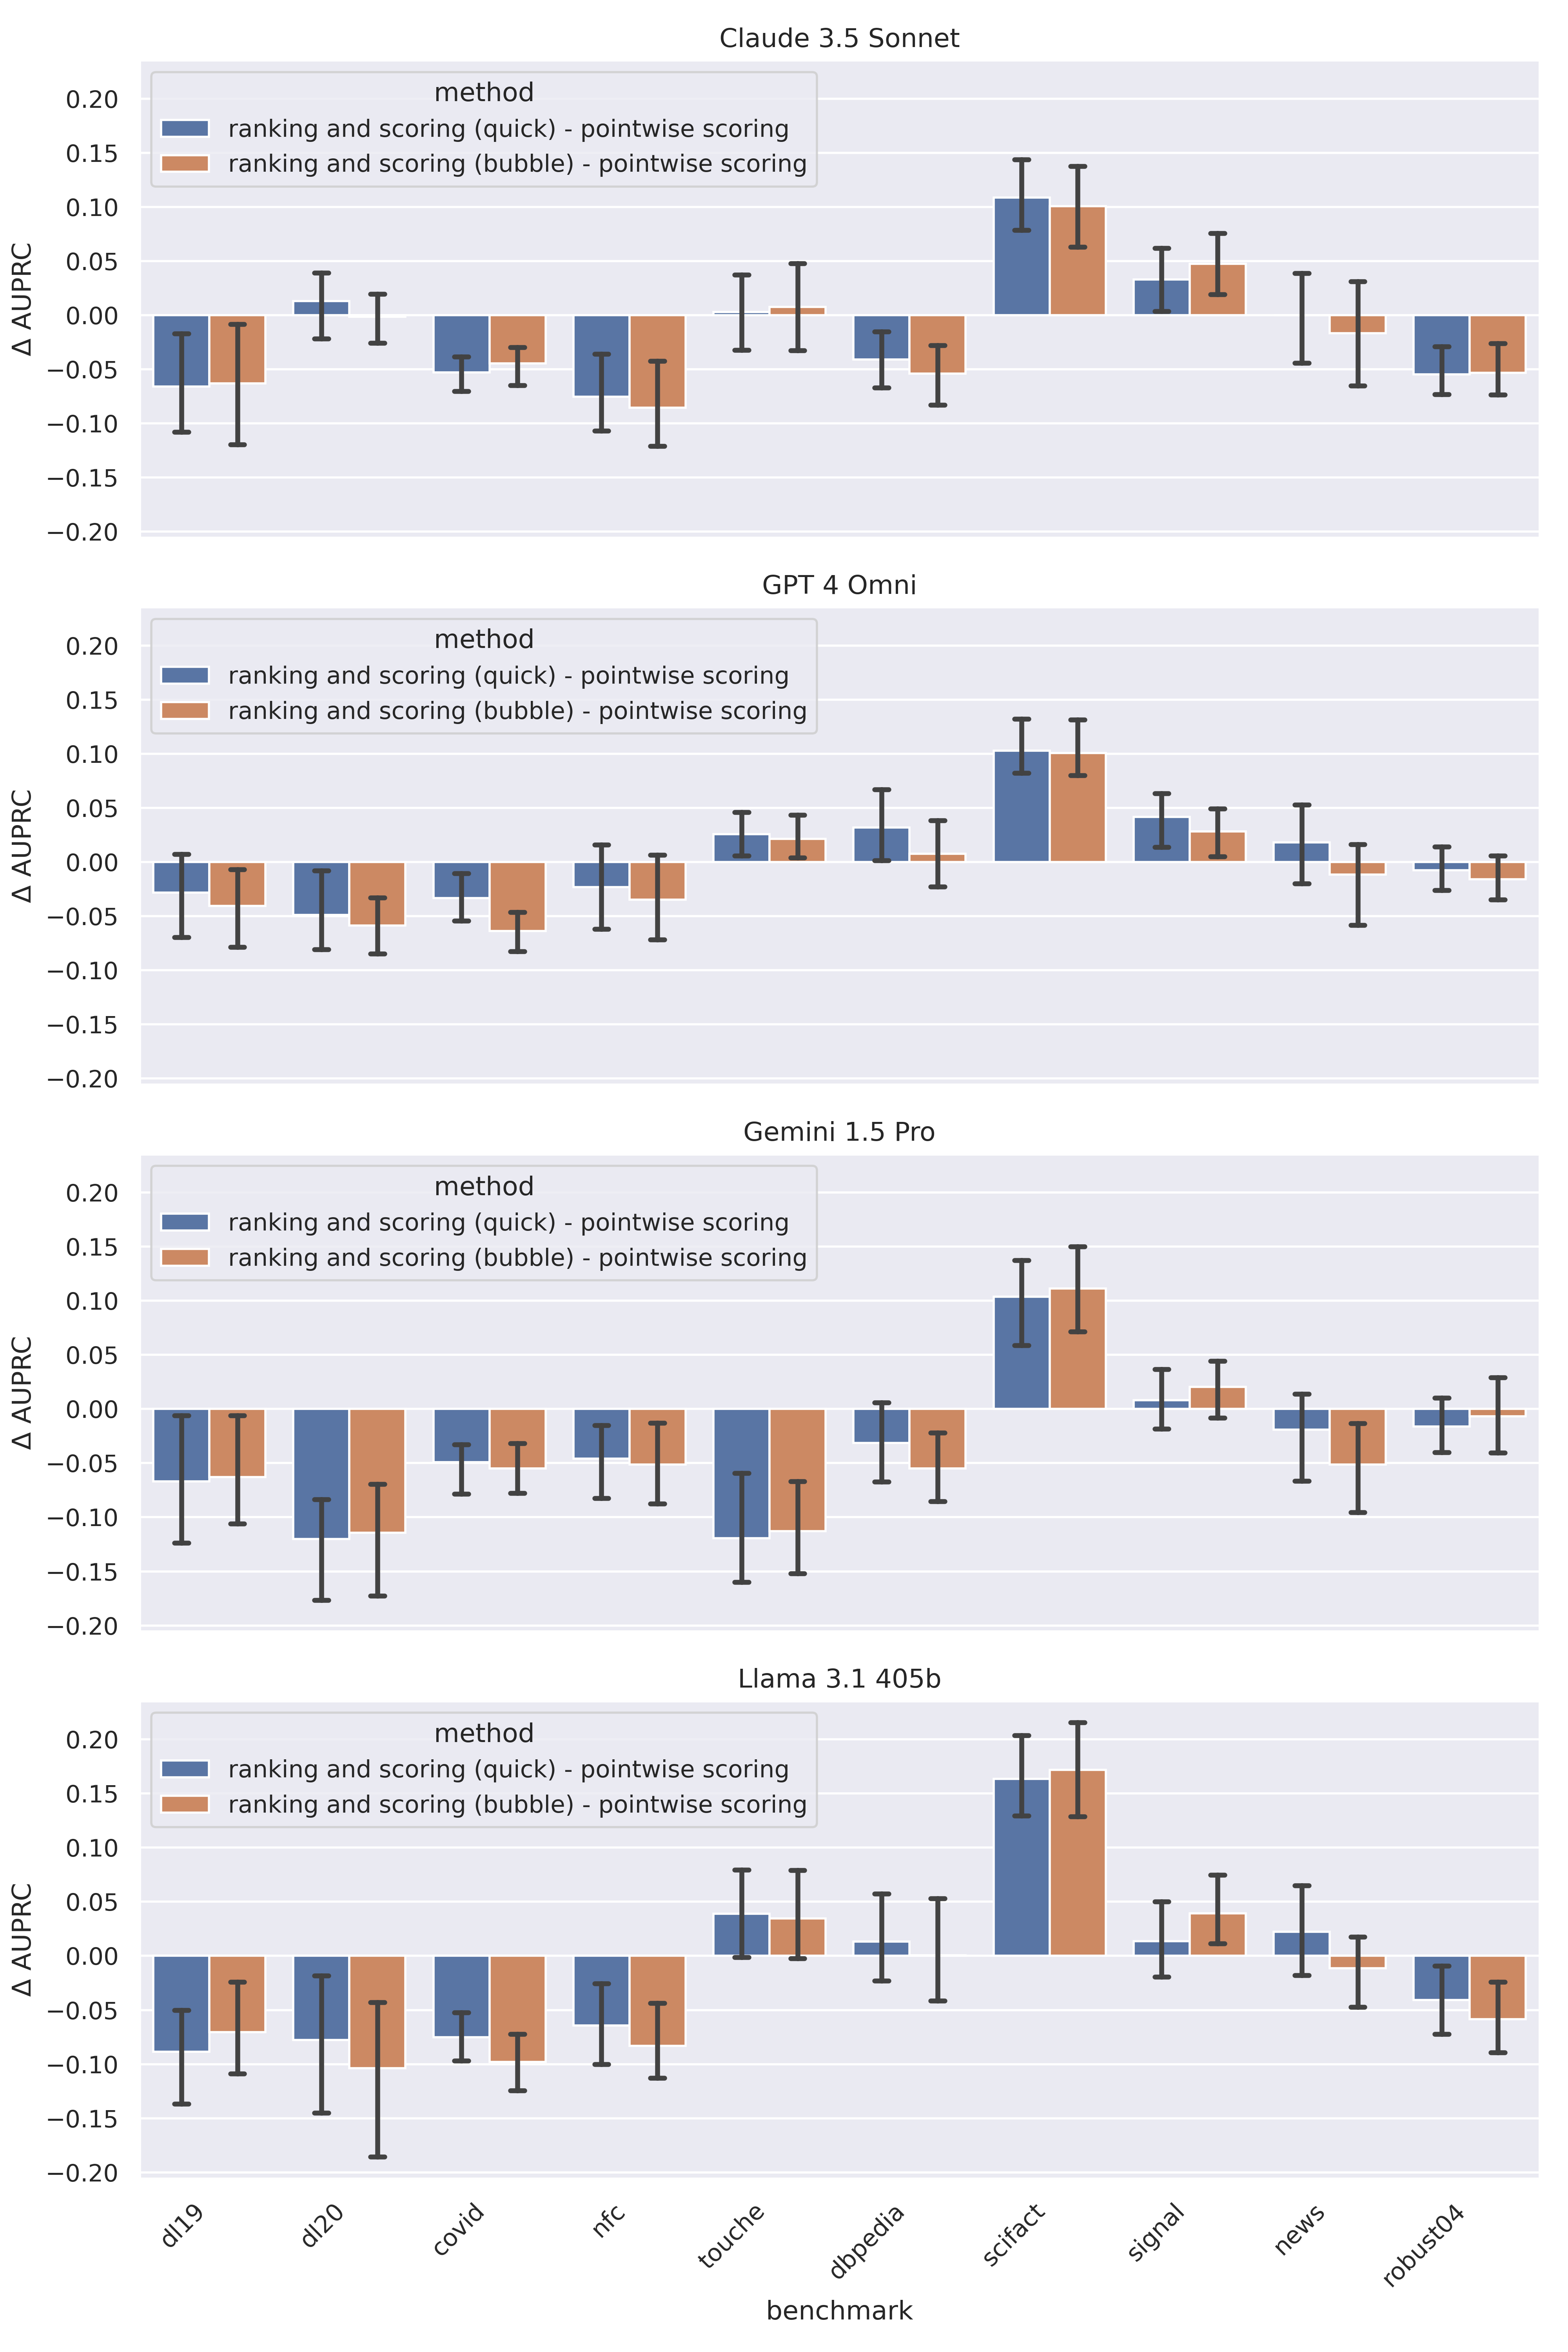 Claude 3.5 Sonnet
method
ranking and scoring (quick) - pointwise scoring
ranking and scoring (bubble) - pointwise scoring
Δ AUPRC
0.20
0.15
0.10
0.05
0.00
−0.05
−0.10
−0.15
−0.20
GPT 4 Omni
method
ranking and scoring (quick) - pointwise scoring
ranking and scoring (bubble) - pointwise scoring
Δ AUPRC
0.20
0.15
0.10
0.05
0.00
−0.05
−0.10
−0.15
−0.20
Gemini 1.5 Pro
method
ranking and scoring (quick) - pointwise scoring
ranking and scoring (bubble) - pointwise scoring
Δ AUPRC
0.20
0.15
0.10
0.05
0.00
−0.05
−0.10
−0.15
−0.20
Llama 3.1 405b
method
ranking and scoring (quick) - pointwise scoring
ranking and scoring (bubble) - pointwise scoring
Δ AUPRC
0.20
0.15
0.10
0.05
0.00
−0.05
−0.10
−0.15
−0.20
dl19
dl20
covid
nfc
touche
dbpedia
scifact
signal
news
robust04
benchmark